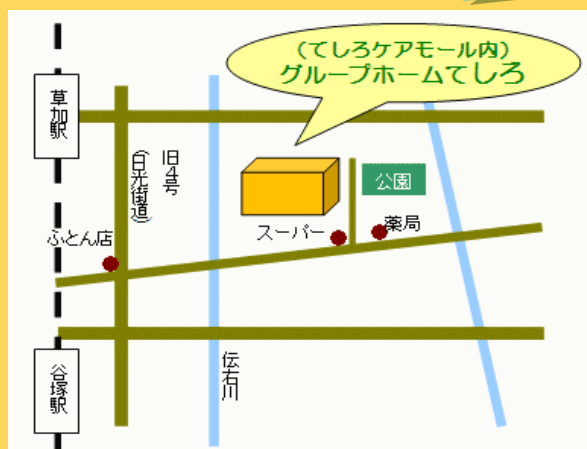 (てしろケアモール内)
グループホームてしろ
草加駅
旧4号
(日光街道)
公園
スーパー
薬局
ふとん店
伝右川
谷塚駅